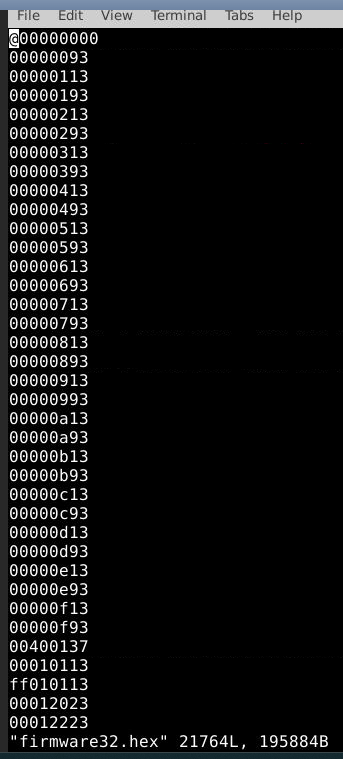 File Edit View Terminal Tabs Help
@00000000
00000093
00000113
00000193
00000213
00000293
00000313
00000393
00000413
00000493
00000513
00000593
00000613
00000693
00000713
00000793
00000813
00000893
00000913
00000993
00000a13
00000a93
00000b13
00000b93
00000c13
00000c93
00000d13
00000d93
00000e13
00000e93
00000f13
00000f93
00400137
00010113
ff010113
00012023
00012223
"firmware32.hex" 21764L, 195884B